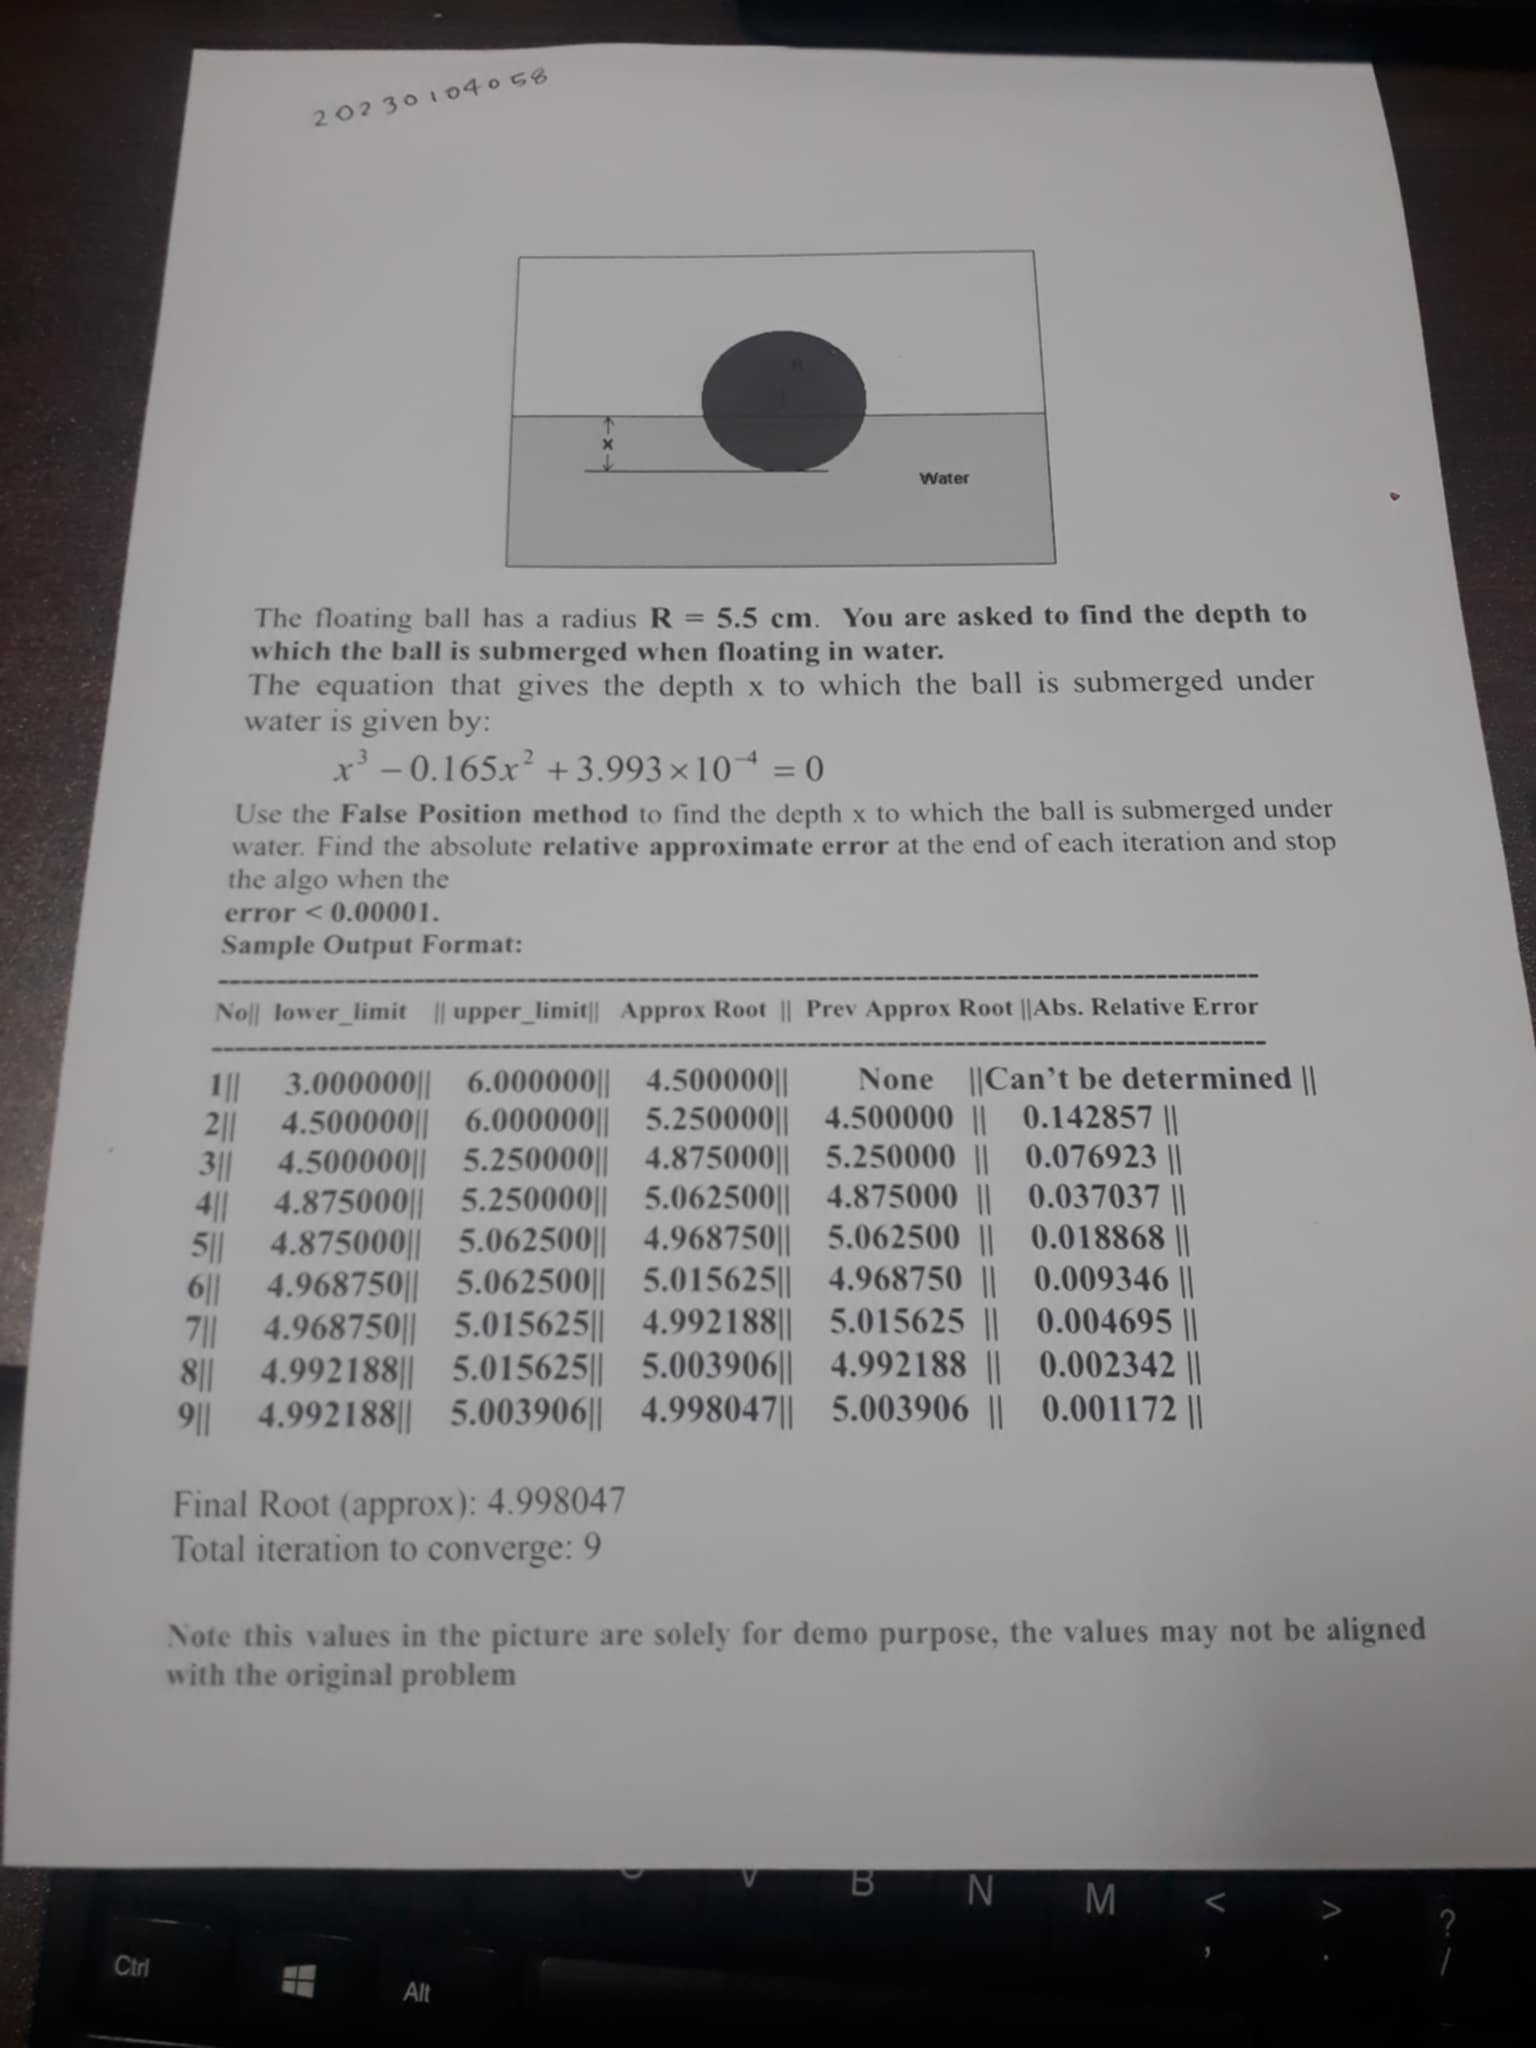 20230104058
x
Water
The floating ball has a radius R = 5.5 cm. You are asked to find the depth to
which the ball is submerged when floating in water.
The equation that gives the depth x to which the ball is submerged under
water is given by:
x³ − 0.165x² + 3.993×10⁻⁴ = 0
Use the False Position method to find the depth x to which the ball is submerged under
water. Find the absolute relative approximate error at the end of each iteration and stop
the algo when the
error < 0.00001.
Sample Output Format:
No|| lower_limit || upper_limit|| Approx Root || Prev Approx Root ||Abs. Relative Error
1|| 3.000000|| 6.000000|| 4.500000|| None ||Can't be determined ||
2|| 4.500000|| 6.000000|| 5.250000|| 4.500000 || 0.142857 ||
3|| 4.500000|| 5.250000|| 4.875000|| 5.250000 || 0.076923 ||
4|| 4.875000|| 5.250000|| 5.062500|| 4.875000 || 0.037037 ||
5|| 4.875000|| 5.062500|| 4.968750|| 5.062500 || 0.018868 ||
6|| 4.968750|| 5.062500|| 5.015625|| 4.968750 || 0.009346 ||
7|| 4.968750|| 5.015625|| 4.992188|| 5.015625 || 0.004695 ||
8|| 4.992188|| 5.015625|| 5.003906|| 4.992188 || 0.002342 ||
9|| 4.992188|| 5.003906|| 4.998047|| 5.003906 || 0.001172 ||
Final Root (approx): 4.998047
Total iteration to converge: 9
Note this values in the picture are solely for demo purpose, the values may not be aligned
with the original problem
V B N M < > ?
, . /
Ctrl Alt